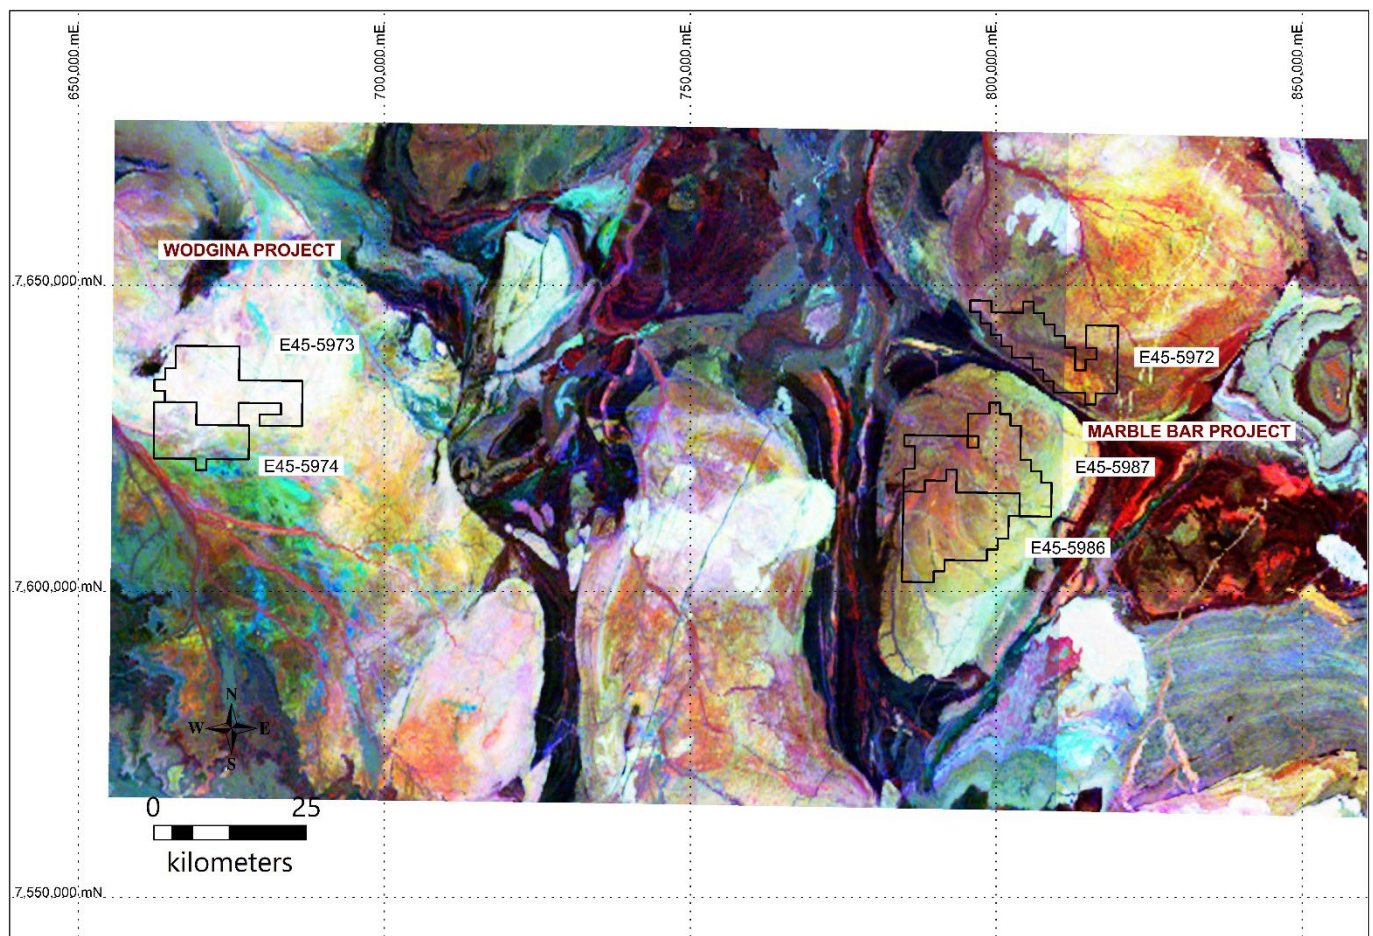 650,000.mE.
700,000.mE.
750,000.mE.
800,000.mE.
850,000.mE.
WODGINA PROJECT
7,650,000.mN
E45-5973
E45-5972
MARBLE BAR PROJECT
E45-5974
E45-5987
E45-5986
7,600,000.mN
N
W E
S
0 25
kilometers
7,550,000.mN